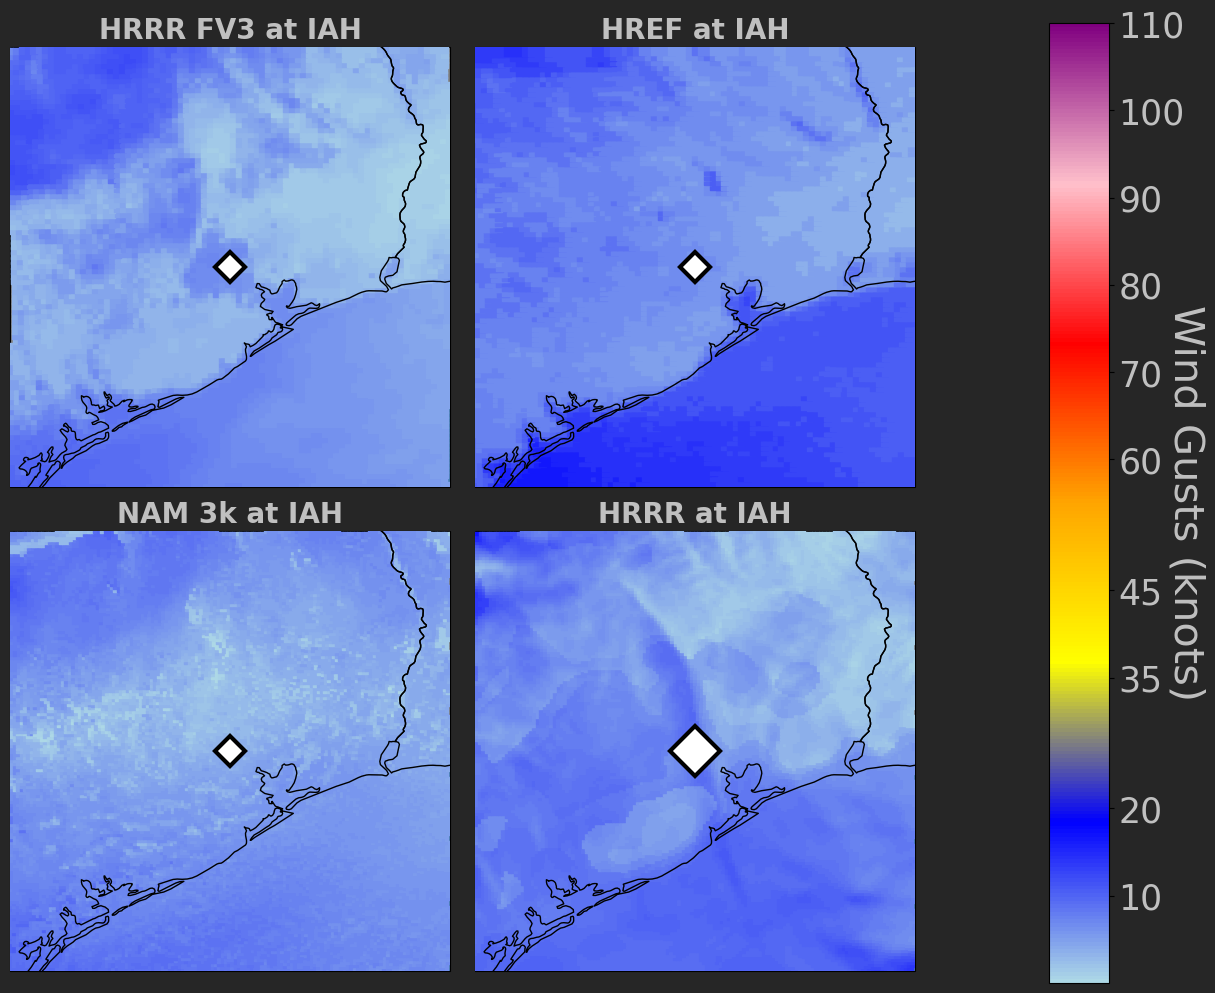 HRRR FV3 at IAH
HREF at IAH
NAM 3k at IAH
HRRR at IAH
110
100
90
80
70
60
45
35
20
10
Wind Gusts (knots)